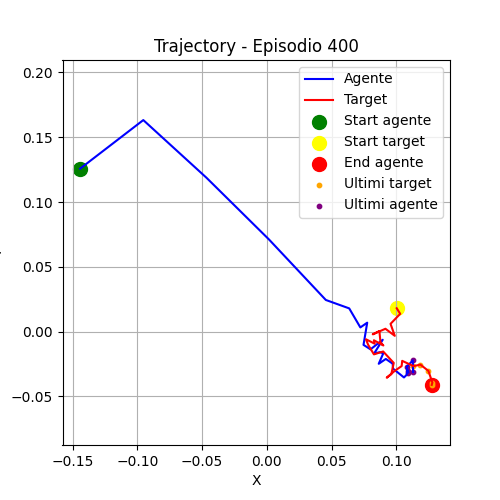 Trajectory - Episodio 400
Agente
Target
Start agente
Start target
End agente
Ultimi target
Ultimi agente
0.20
0.15
0.10
0.05
0.00
−0.05
−0.15
−0.10
−0.05
0.00
0.05
0.10
X